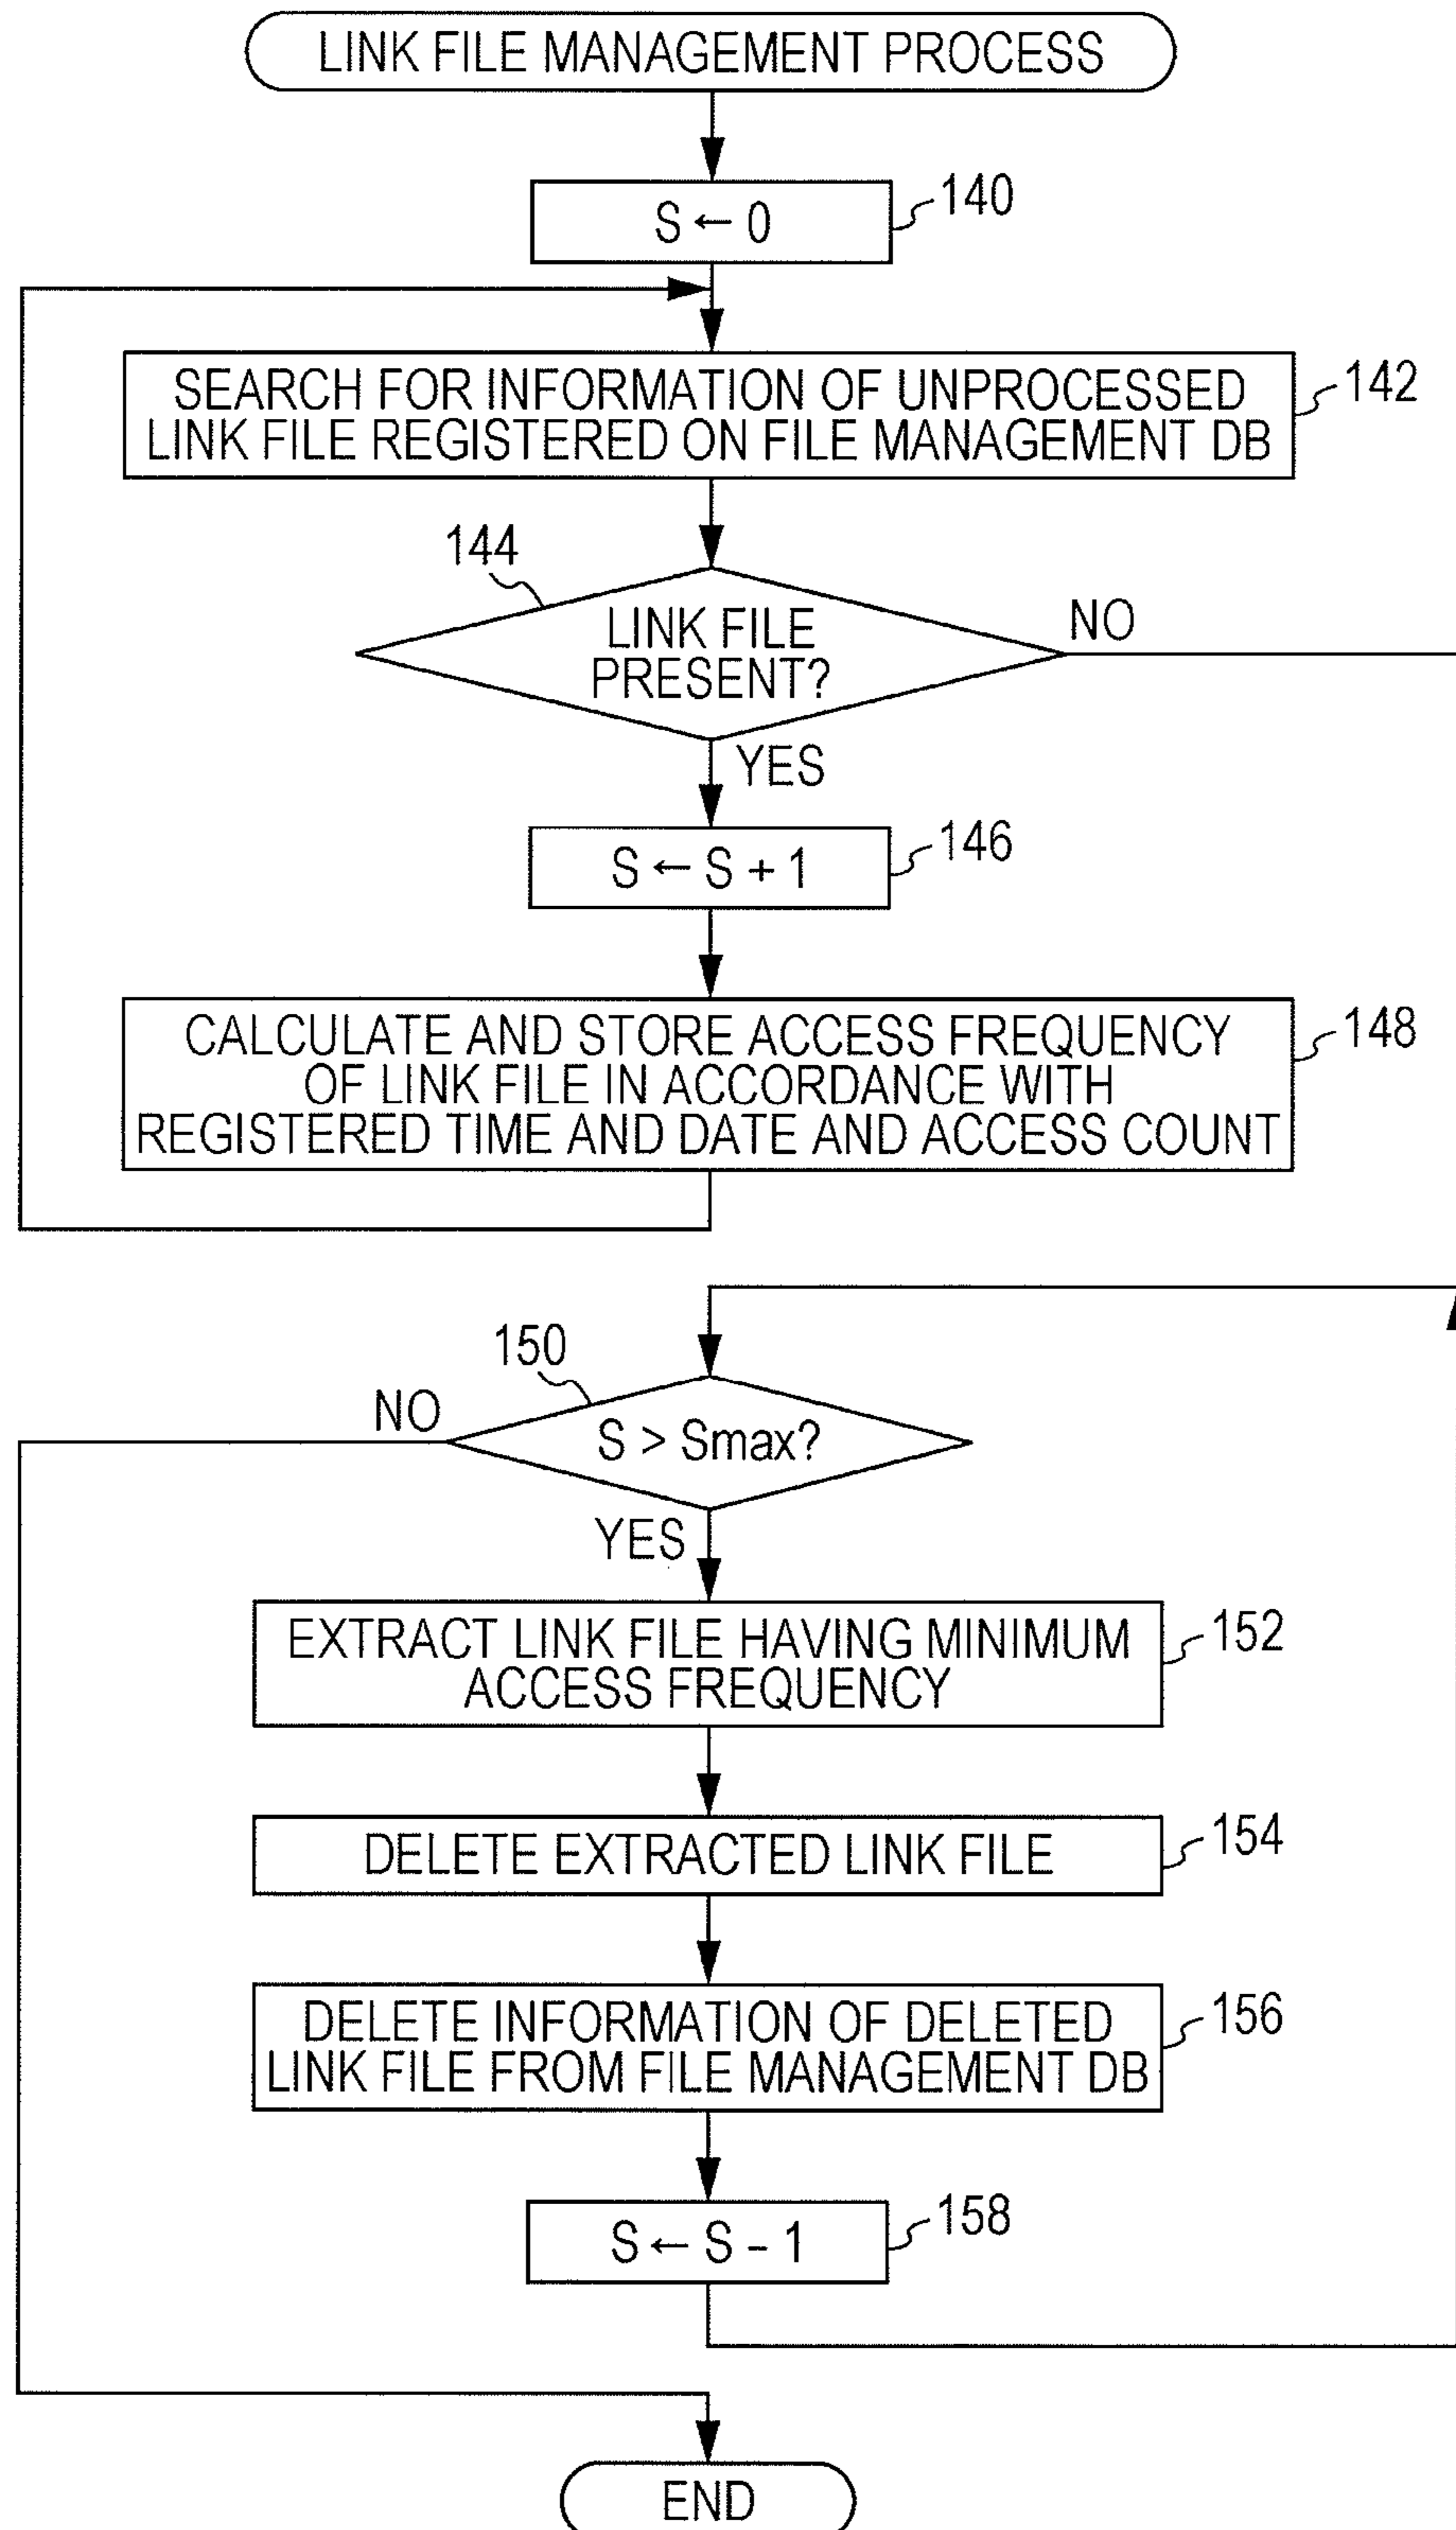 LINK FILE MANAGEMENT PROCESS
S ← 0
140
SEARCH FOR INFORMATION OF UNPROCESSED
LINK FILE REGISTERED ON FILE MANAGEMENT DB
142
144
LINK FILE
PRESENT?
NO
YES
S ← S + 1
146
CALCULATE AND STORE ACCESS FREQUENCY
OF LINK FILE IN ACCORDANCE WITH
REGISTERED TIME AND DATE AND ACCESS COUNT
148
150
NO
S > Smax?
YES
EXTRACT LINK FILE HAVING MINIMUM
ACCESS FREQUENCY
152
DELETE EXTRACTED LINK FILE
154
DELETE INFORMATION OF DELETED
LINK FILE FROM FILE MANAGEMENT DB
156
S ← S - 1
158
END